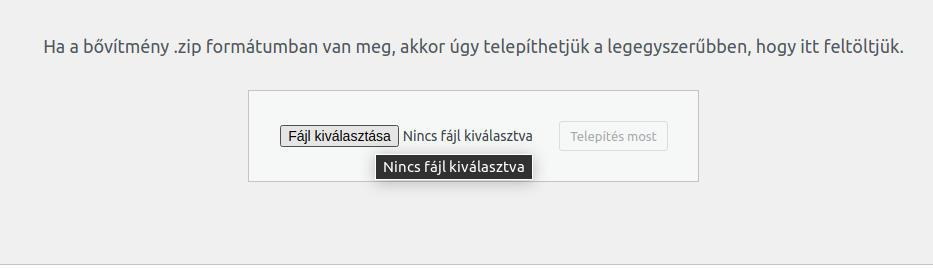 Ha a bővítmény .zip formátumban van meg, akkor úgy telepíthetjük a legegyszerűbben, hogy itt feltöltjük.
Fájl kiválasztása Nincs fájl kiválasztva Telepítés most
Nincs fájl kiválasztva